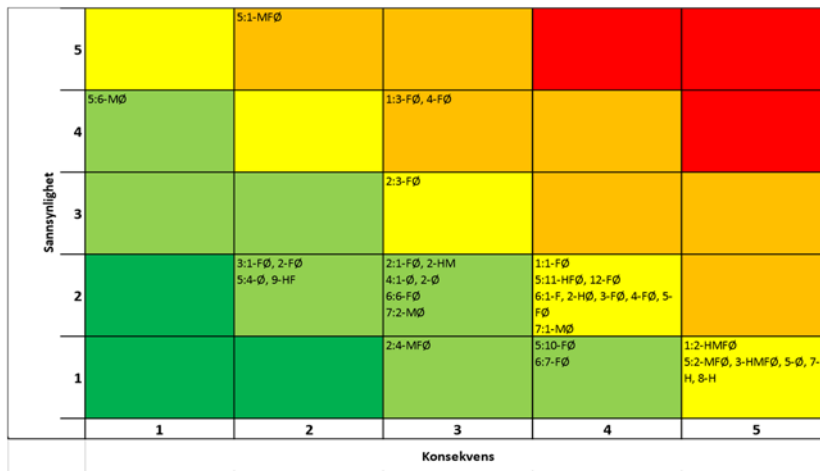 Sannsynlighet
5
5:1-MFØ
4
5:6-MØ
1:3-FØ, 4-FØ
3
2:3-FØ
2
3:1-FØ, 2-FØ
5:4-Ø, 9-HF
2:1-FØ, 2-HM
4:1-Ø, 2-Ø
6:6-FØ
7:2-MØ
1:1-FØ
5:11-HFØ, 12-FØ
6:1-F, 2-HØ, 3-FØ, 4-FØ, 5-
FØ
7:1-MØ
1
2:4-MFØ
5:10-FØ
6:7-FØ
1:2-HMFØ
5:2-MFØ, 3-HMFØ, 5-Ø, 7-
H, 8-H
1 2 3 4 5
Konsekvens